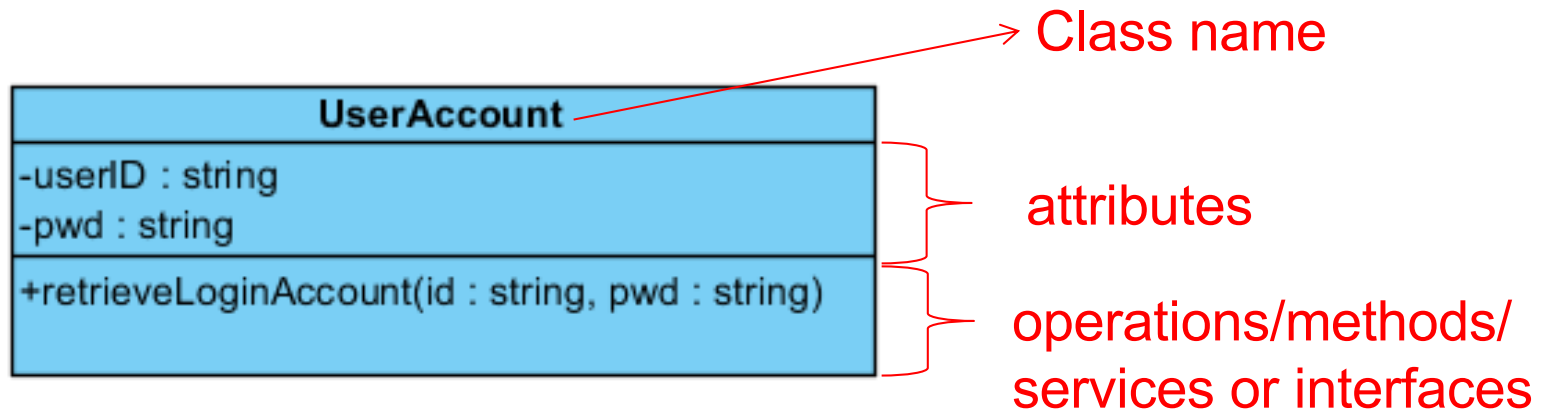 Class name
UserAccount
-userID : string
-pwd : string
attributes
+retrieveLoginAccount(id : string, pwd : string)
operations/methods/
services or interfaces